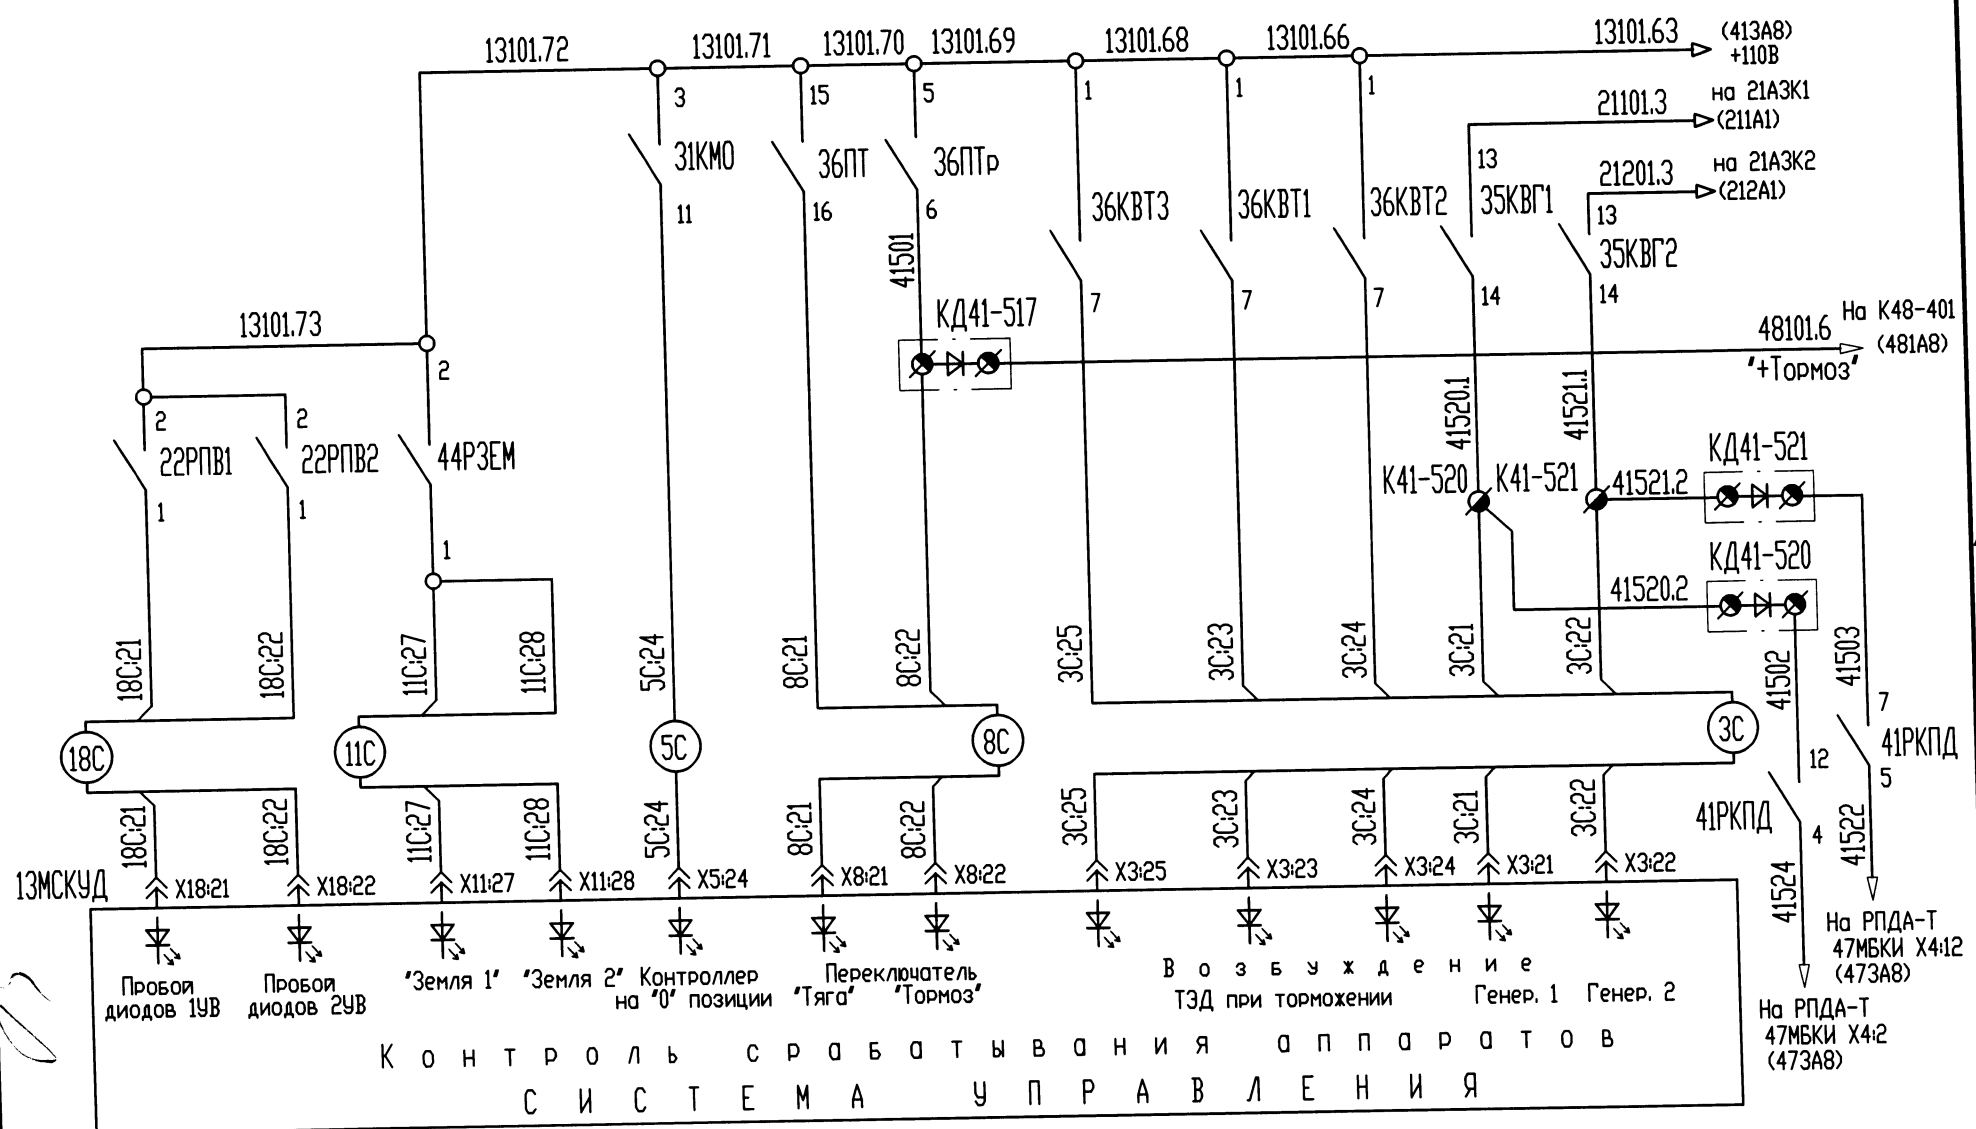 13101.72
13101.71
13101.70
13101.69
13101.68
13101.66
13101.63
(413А8)
+110В
3
15
5
1
1
1
21101.3
на 21АЗК1
(211А1)
31КМО
36ПТ
36ПТр
13
21201.3
на 21АЗК2
(212А1)
11
16
6
36КВТ3
36КВТ1
36КВТ2
35КВГ1
13
35КВГ2
41501
7
7
7
14
14
13101.73
КД41-517
48101.6
На К48-401
(481А8)
"+Тормоз"
2
2
2
41520.1
41521.1
22РПВ1
22РПВ2
44РЗЕМ
К41-520
К41-521
41521.2
КД41-521
1
1
1
КД41-520
41520.2
18С:21
18С:22
11С:27
11С:28
5С:24
8С:21
8С:22
3С:25
3С:23
3С:24
3С:21
3С:22
41502
41503
7
18С
11С
5С
8С
3С
41РКПД
12
5
18С:21
18С:22
11С:27
11С:28
5С:24
8С:21
8С:22
3С:25
3С:23
3С:24
3С:21
3С:22
41РКПД
4
41522
41524
13МСКУД
Х18:21
Х18:22
Х11:27
Х11:28
Х5:24
Х8:21
Х8:22
Х3:25
Х3:23
Х3:24
Х3:21
Х3:22
На РПДА-Т
47МБКИ Х4:12
(473А8)
Пробой
диодов 1УВ
Пробой
диодов 2УВ
"Земля 1"
"Земля 2"
Контроллер
на "0" позиции
Переключатель
"Тяга"
"Тормоз"
Возбуждение
ТЭД при торможении
Генер. 1
Генер. 2
На РПДА-Т
47МБКИ Х4:2
(473А8)
Контроль срабатывания аппаратов
СИСТЕМА УПРАВЛЕНИЯ